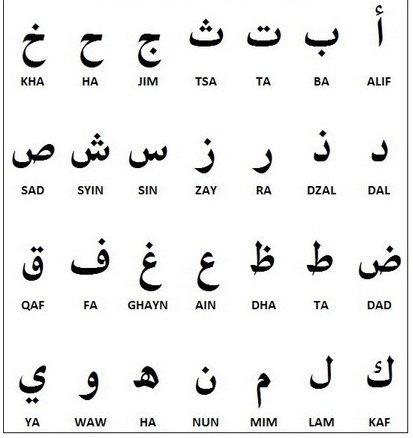 أ ب ت ث ج ح خ
ALIF BA TA TSA JIM HA KHA
د ذ ر ز س ش ص
DAL DZAL RA ZAY SIN SYIN SAD
ض ط ظ ع غ ف ق
DAD TA DHA AIN GHAYN FA QAF
ك ل م ن ه و ي
KAF LAM MIM NUN HA WAW YA